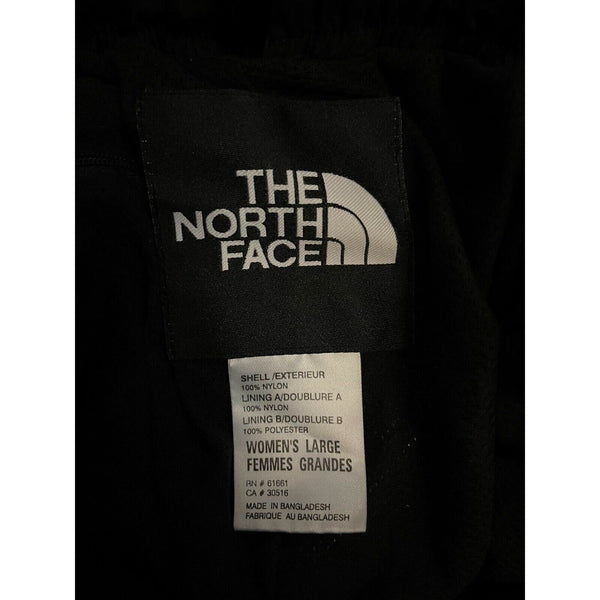 THE
NORTH
FACE
SHELL /EXTERIEUR
100% NYLON
LINING A/DOUBLURE A
100% NYLON
LINING B/DOUBLURE B
100% POLYESTER
WOMEN'S LARGE
FEMMES GRANDES
RN # 61661
CA # 30516
MADE IN BANGLADESH
FABRIQUE AU BANGLADESH